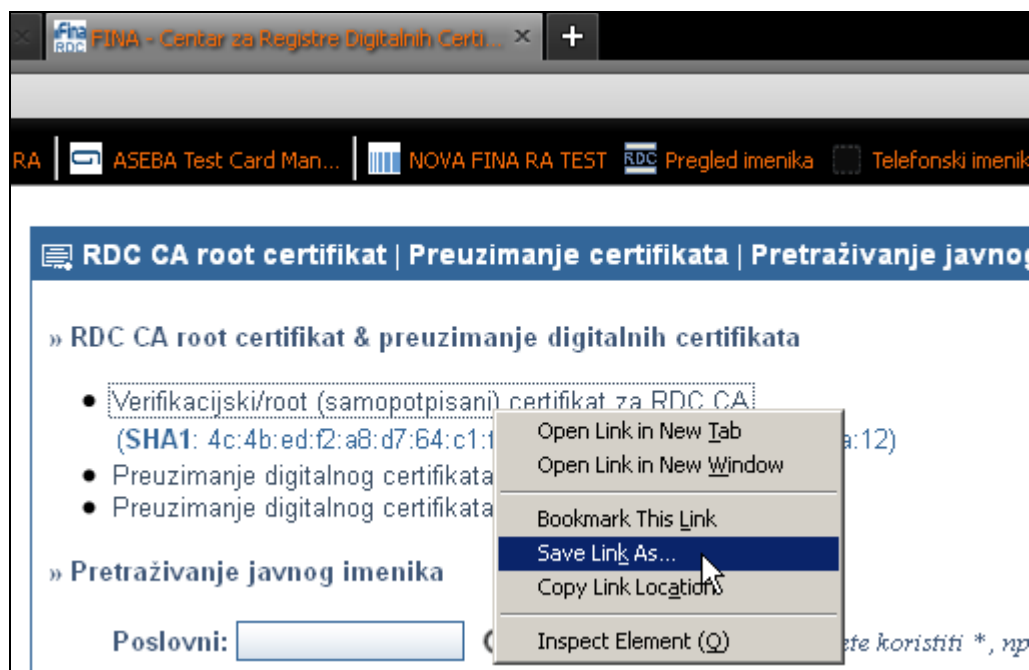 FINA - Centar za Registre Digitalnih Certi...
RA ASEBA Test Card Man... NOVA FINA RA TEST RDC Pregled imenika Telefonski imenik
RDC CA root certifikat | Preuzimanje certifikata | Pretraživanje javnog
» RDC CA root certifikat & preuzimanje digitalnih certifikata
• Verifikacijski/root (samopotpisani) certifikat za RDC CA
(SHA1: 4c:4b:ed:f2:a8:d7:64:c1: a:12)
• Preuzimanje digitalnog certifikata
• Preuzimanje digitalnog certifikata
Open Link in New Tab
Open Link in New Window
Bookmark This Link
Save Link As...
Copy Link Location
Inspect Element (Q)
» Pretraživanje javnog imenika
Poslovni: koristiti *, np